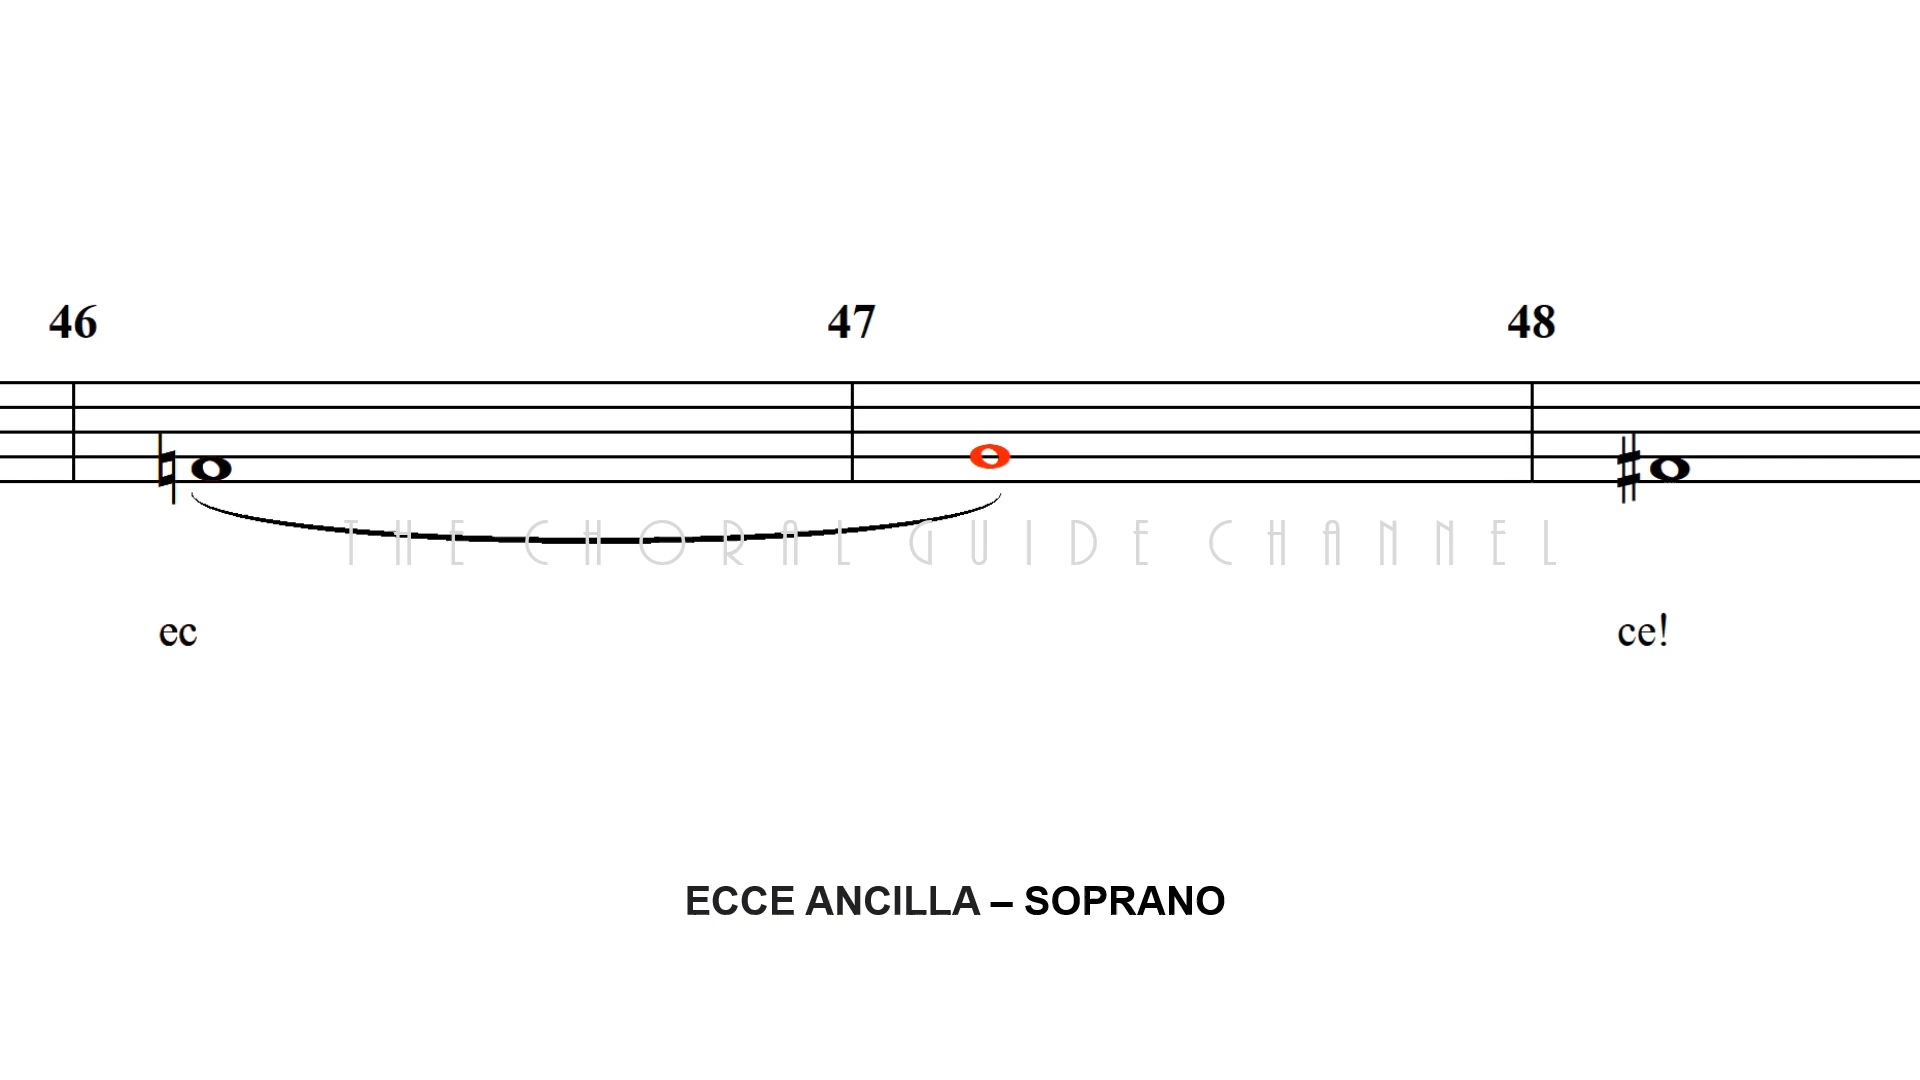 46 47 48
THE CHORAL GUIDE CHANNEL
ec ce!
ECCE ANCILLA – SOPRANO